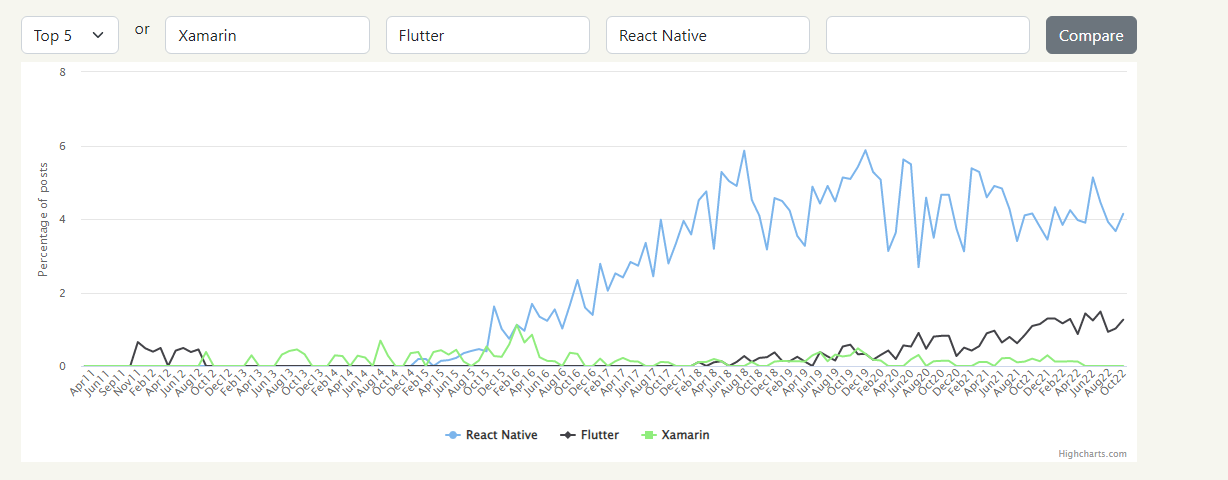 Top 5 or Xamarin Flutter React Native Compare
8
6
4
2
0
Percentage of posts
Apr11 Jun11 Sep11 Nov11 Feb12 Apr12 Jun12 Aug12 Oct12 Dec12 Feb13 Apr13 Jun13 Aug13 Oct13 Dec13 Feb14 Apr14 Jun14 Aug14 Oct14 Dec14 Feb15 Apr15 Jun15 Aug15 Oct15 Dec15 Feb16 Apr16 Jun16 Aug16 Oct16 Dec16 Feb17 Apr17 Jun17 Aug17 Oct17 Dec17 Feb18 Apr18 Jun18 Aug18 Oct18 Dec18 Feb19 Apr19 Jun19 Aug19 Oct19 Dec19 Feb20 Apr20 Jun20 Aug20 Oct20 Dec20 Feb21 Apr21 Jun21 Aug21 Oct21 Dec21 Feb22 Apr22 Jun22 Aug22 Oct22
React Native Flutter Xamarin
Highcharts.com